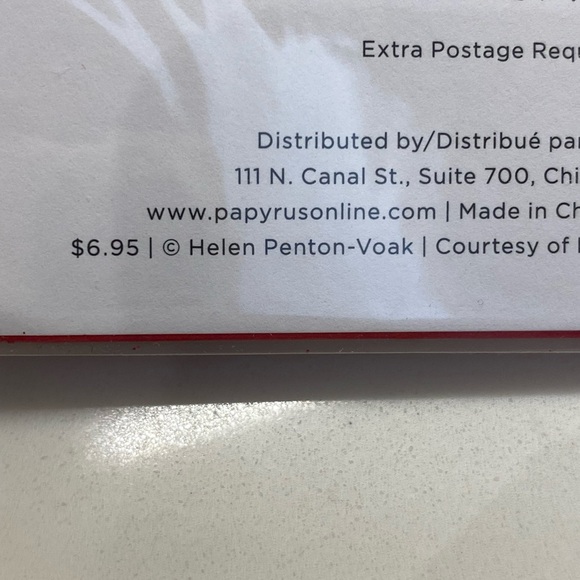 Extra Postage Requ
Distributed by/Distribué par
111 N. Canal St., Suite 700, Chi
www.papyrusonline.com | Made in Ch
$6.95 | © Helen Penton-Voak | Courtesy of